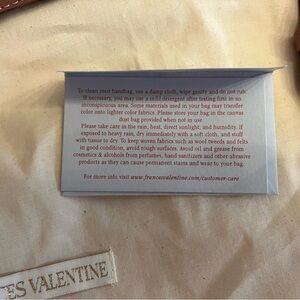 To clean your handbag, use a damp cloth, wipe gently and do not rub.
If necessary, you may use a mild detergent after testing first in an
inconspicuous area. Some materials used in your bag may transfer
color onto lighter color fabrics. Please store your bag in the canvas
dust bag provided when not in use.
Please take care in the rain, heat, direct sunlight, and humidity. If
exposed to heavy rain, dry immediately with a soft cloth, and stuff
with tissue to dry. To keep woven fabrics such as wool tweeds and felts
in good condition, avoid rough surfaces. Avoid oil and grease from
cosmetics & alcohols from perfumes, hand sanitizers and other abrasive
products as they can cause permanent stains and wear to your bag.
For more info visit www.francesvalentine.com/customer-care
CES VALENTINE